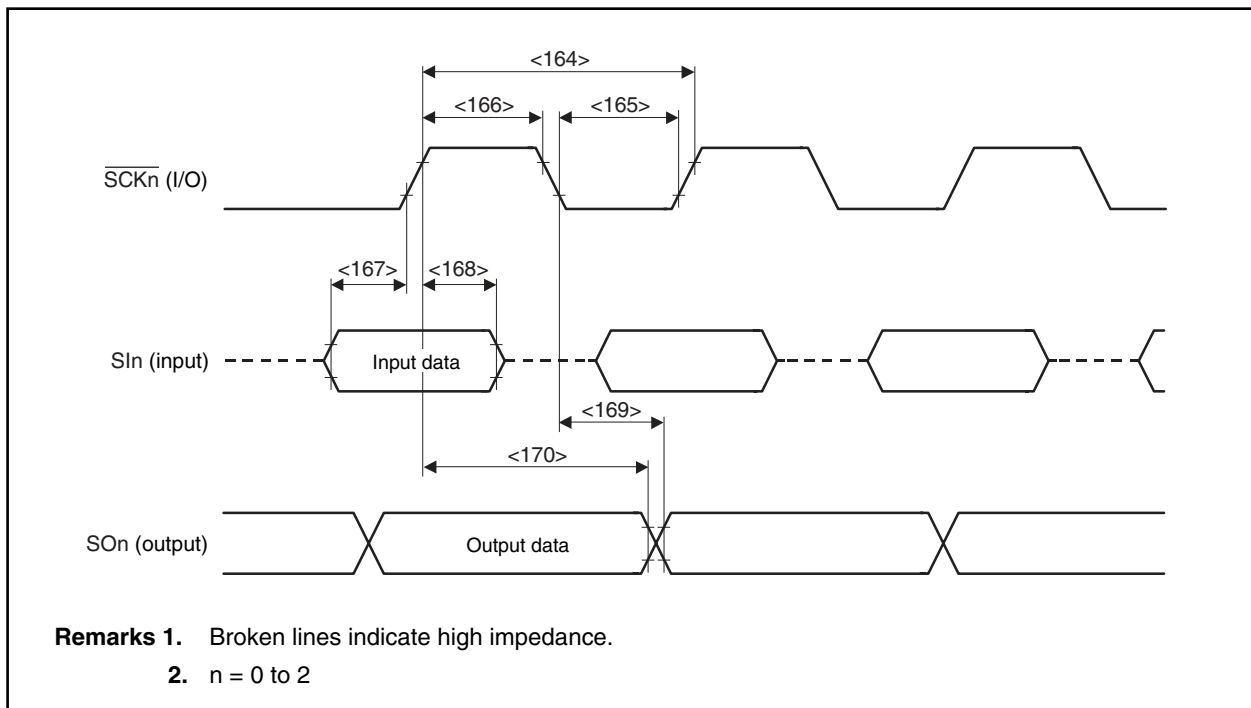 <164>
<166> <165>
SCKn (I/O)
<167> <168>
SIn (input)
Input data
<169>
<170>
SOn (output)
Output data
Remarks 1. Broken lines indicate high impedance.
2. n = 0 to 2